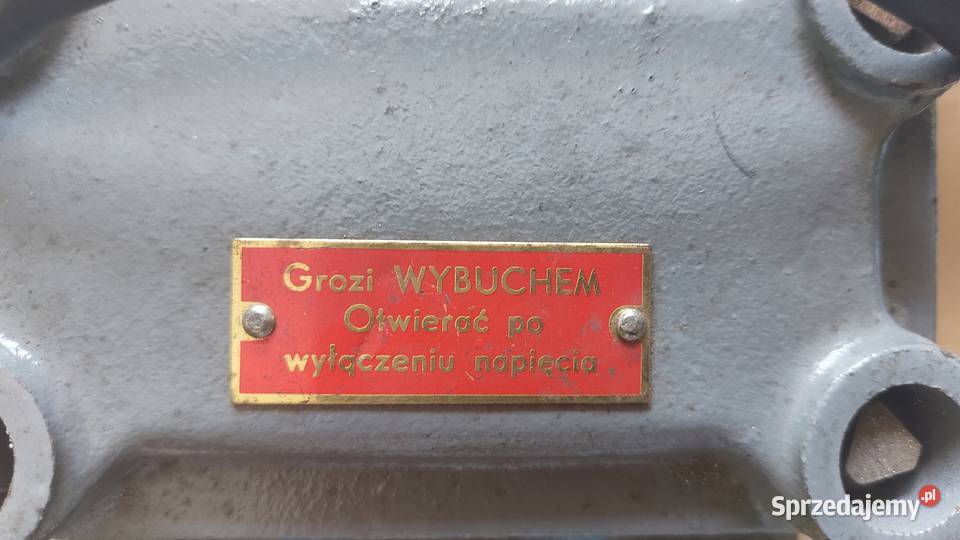 Grozi WYBUCHEM
Otwierać po
wyłączeniu napięcia
Sprzedajemy.pl